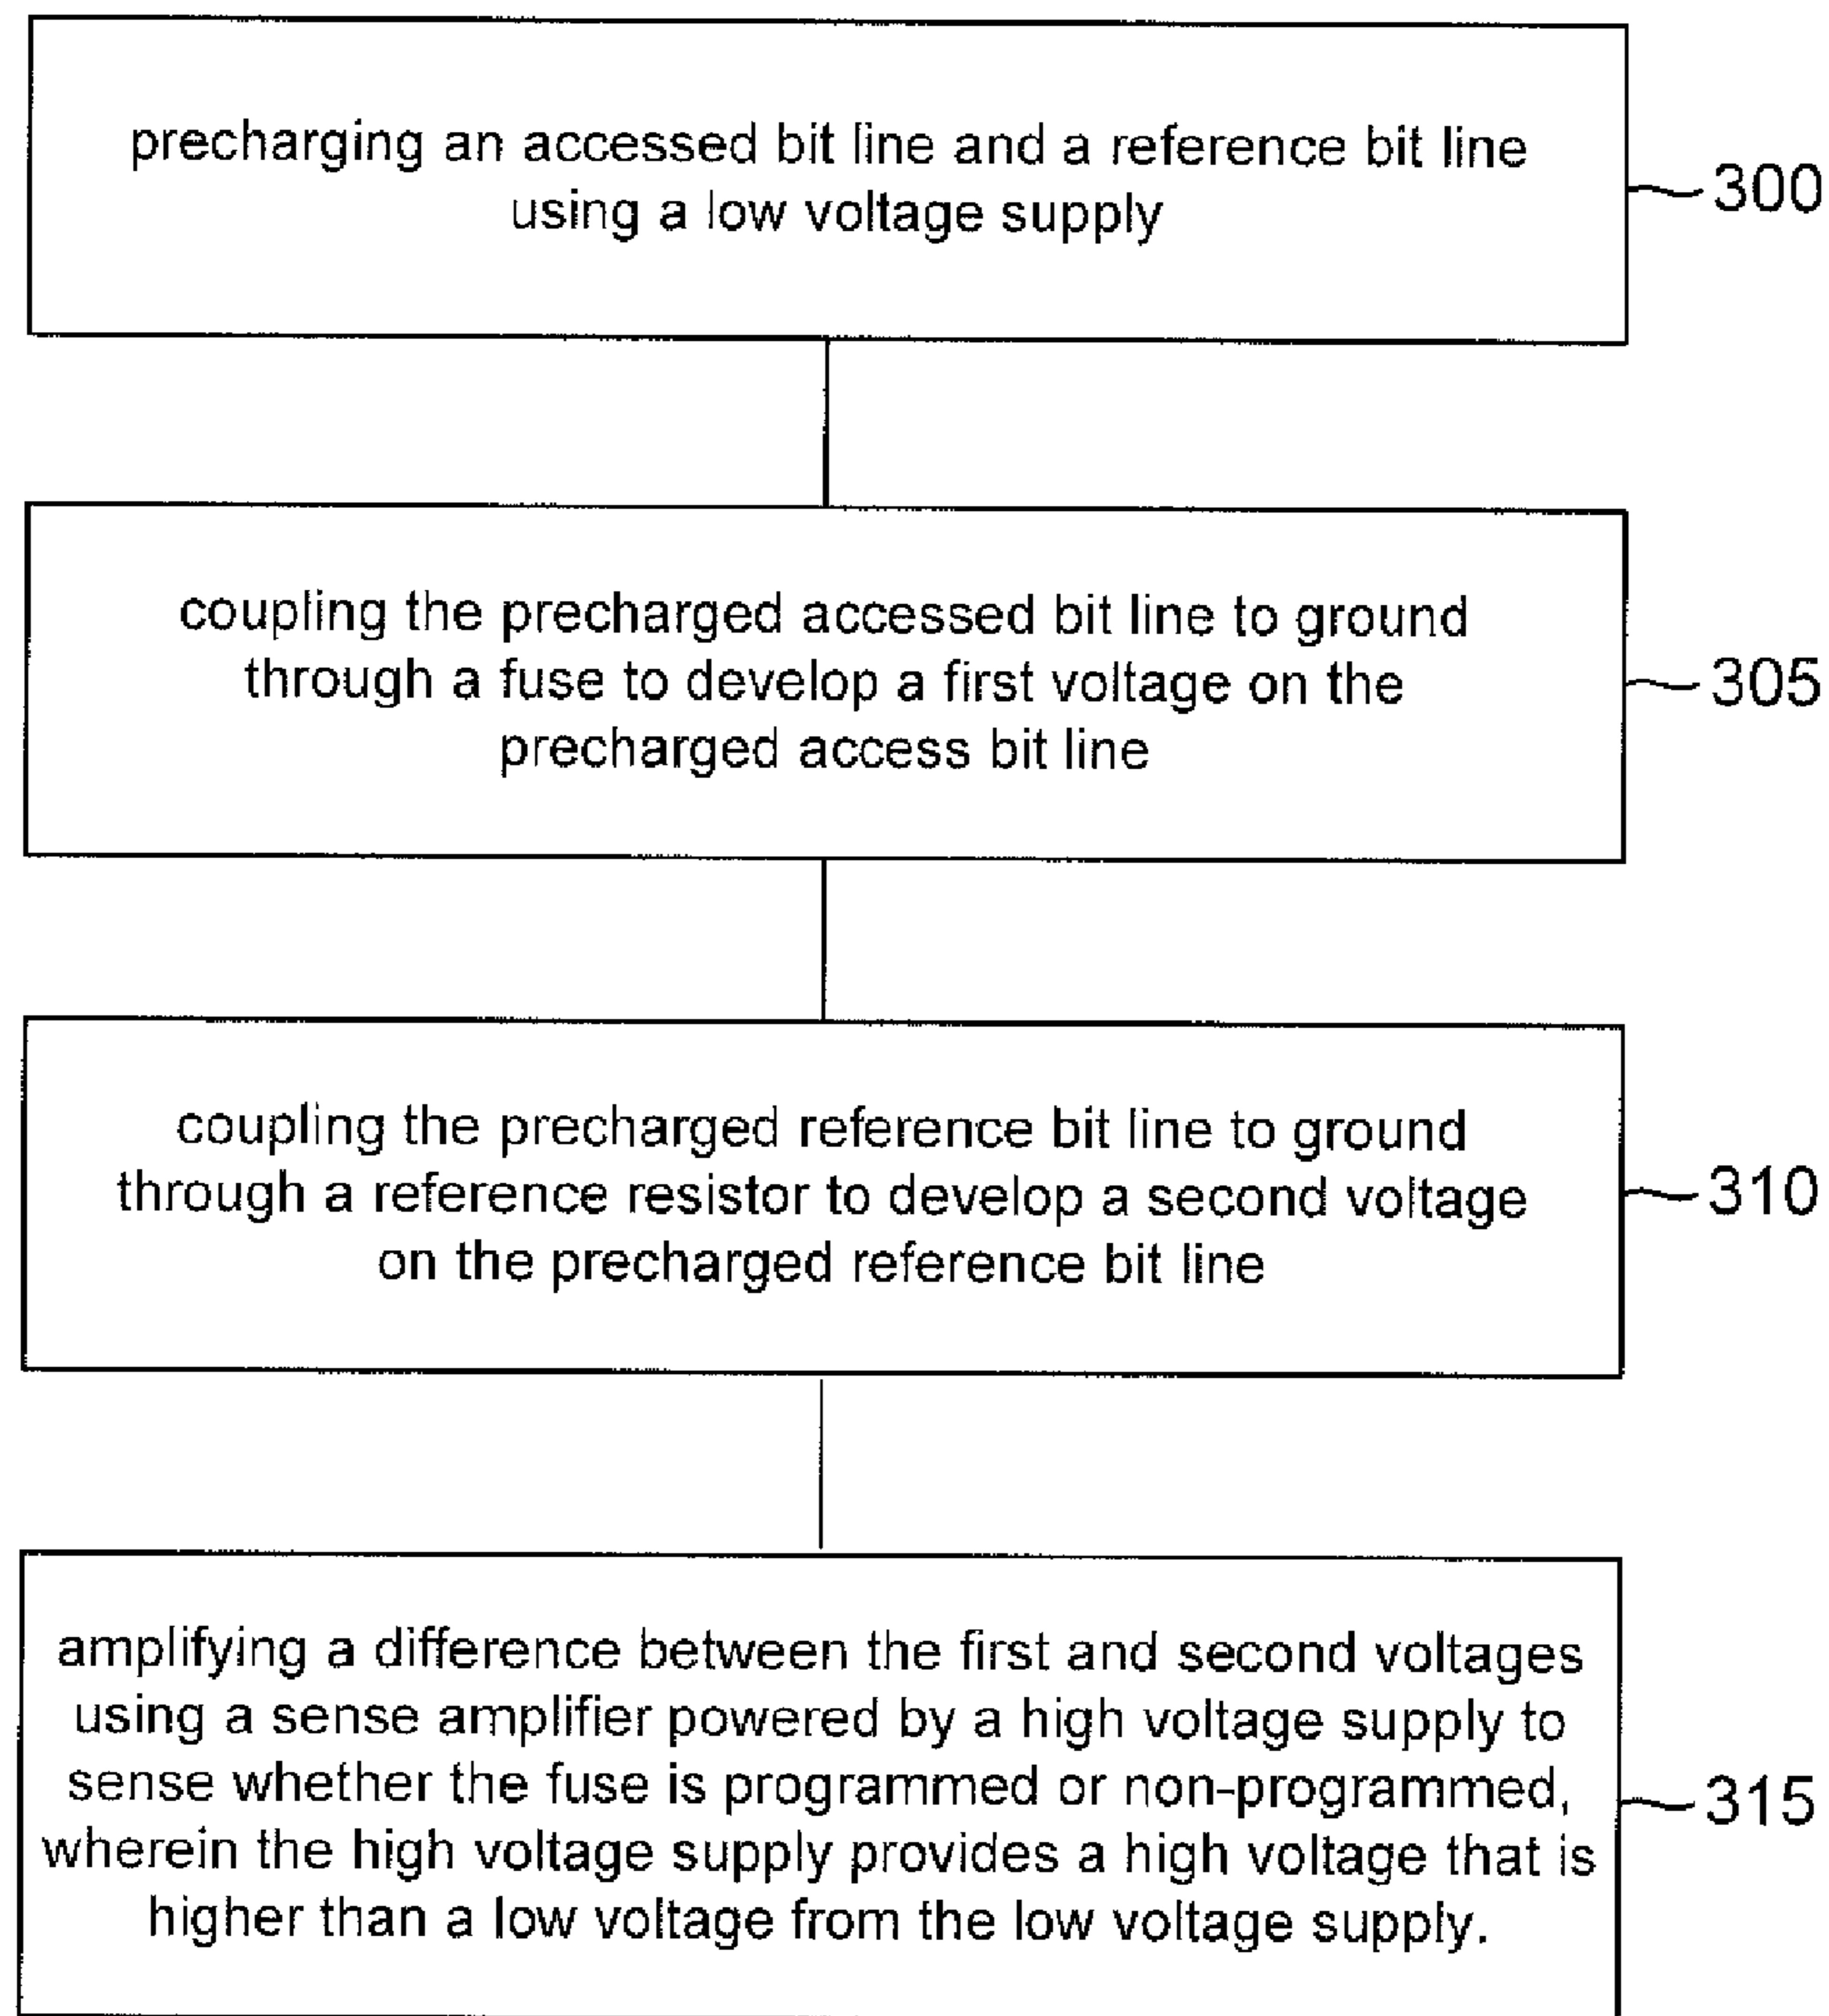 precharging an accessed bit line and a reference bit line
using a low voltage supply
300
coupling the precharged accessed bit line to ground
through a fuse to develop a first voltage on the
precharged access bit line
305
coupling the precharged reference bit line to ground
through a reference resistor to develop a second voltage
on the precharged reference bit line
310
amplifying a difference between the first and second voltages
using a sense amplifier powered by a high voltage supply to
sense whether the fuse is programmed or non-programmed,
wherein the high voltage supply provides a high voltage that is
higher than a low voltage from the low voltage supply.
315